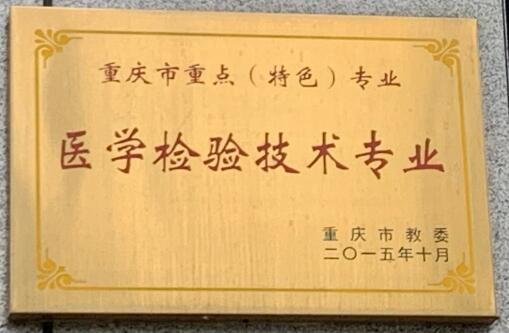 重庆市重点（特色）专业
医学检验技术专业
重庆市教委
二〇一五年十月